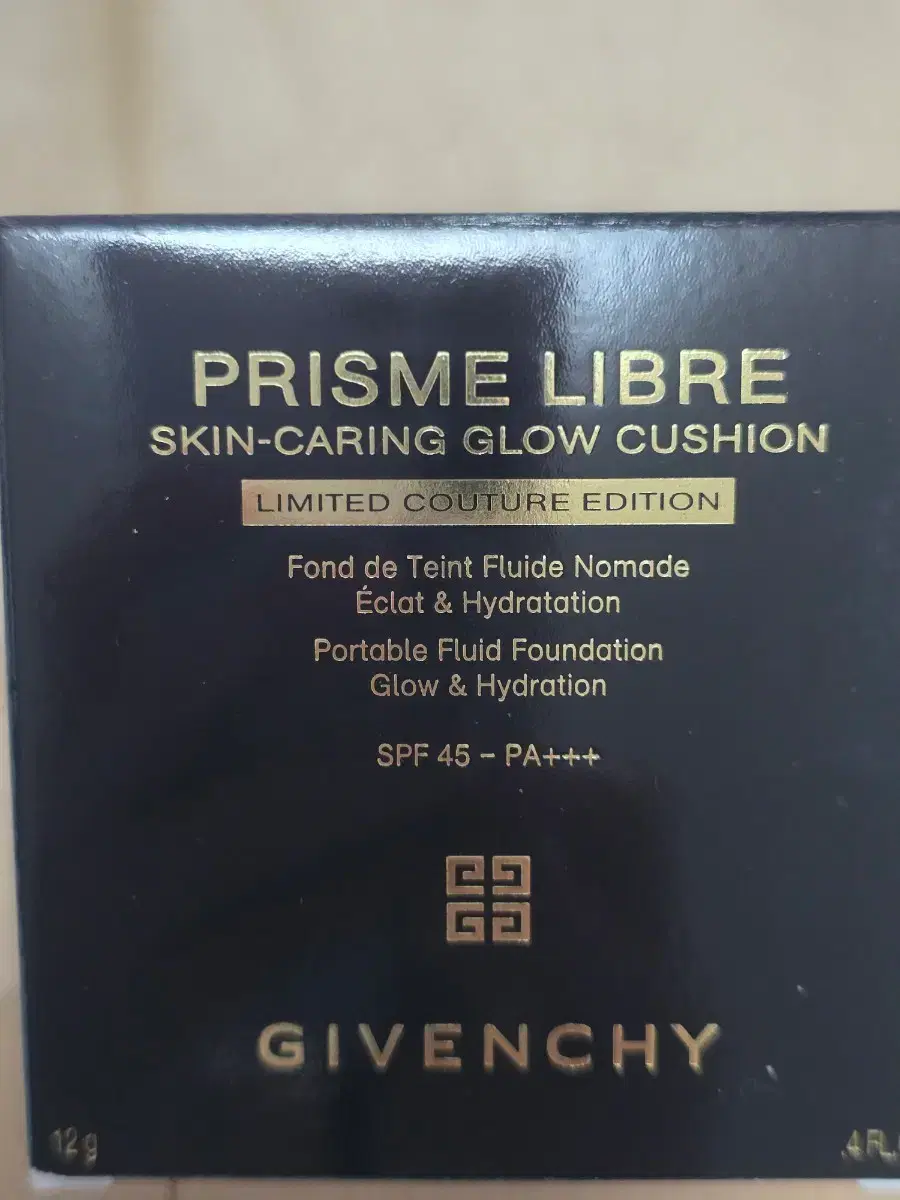 PRISME LIBRE
SKIN-CARING GLOW CUSHION
LIMITED COUTURE EDITION
Fond de Teint Fluide Nomade
Éclat & Hydratation
Portable Fluid Foundation
Glow & Hydration
SPF 45 – PA+++
GIVENCHY
12 g